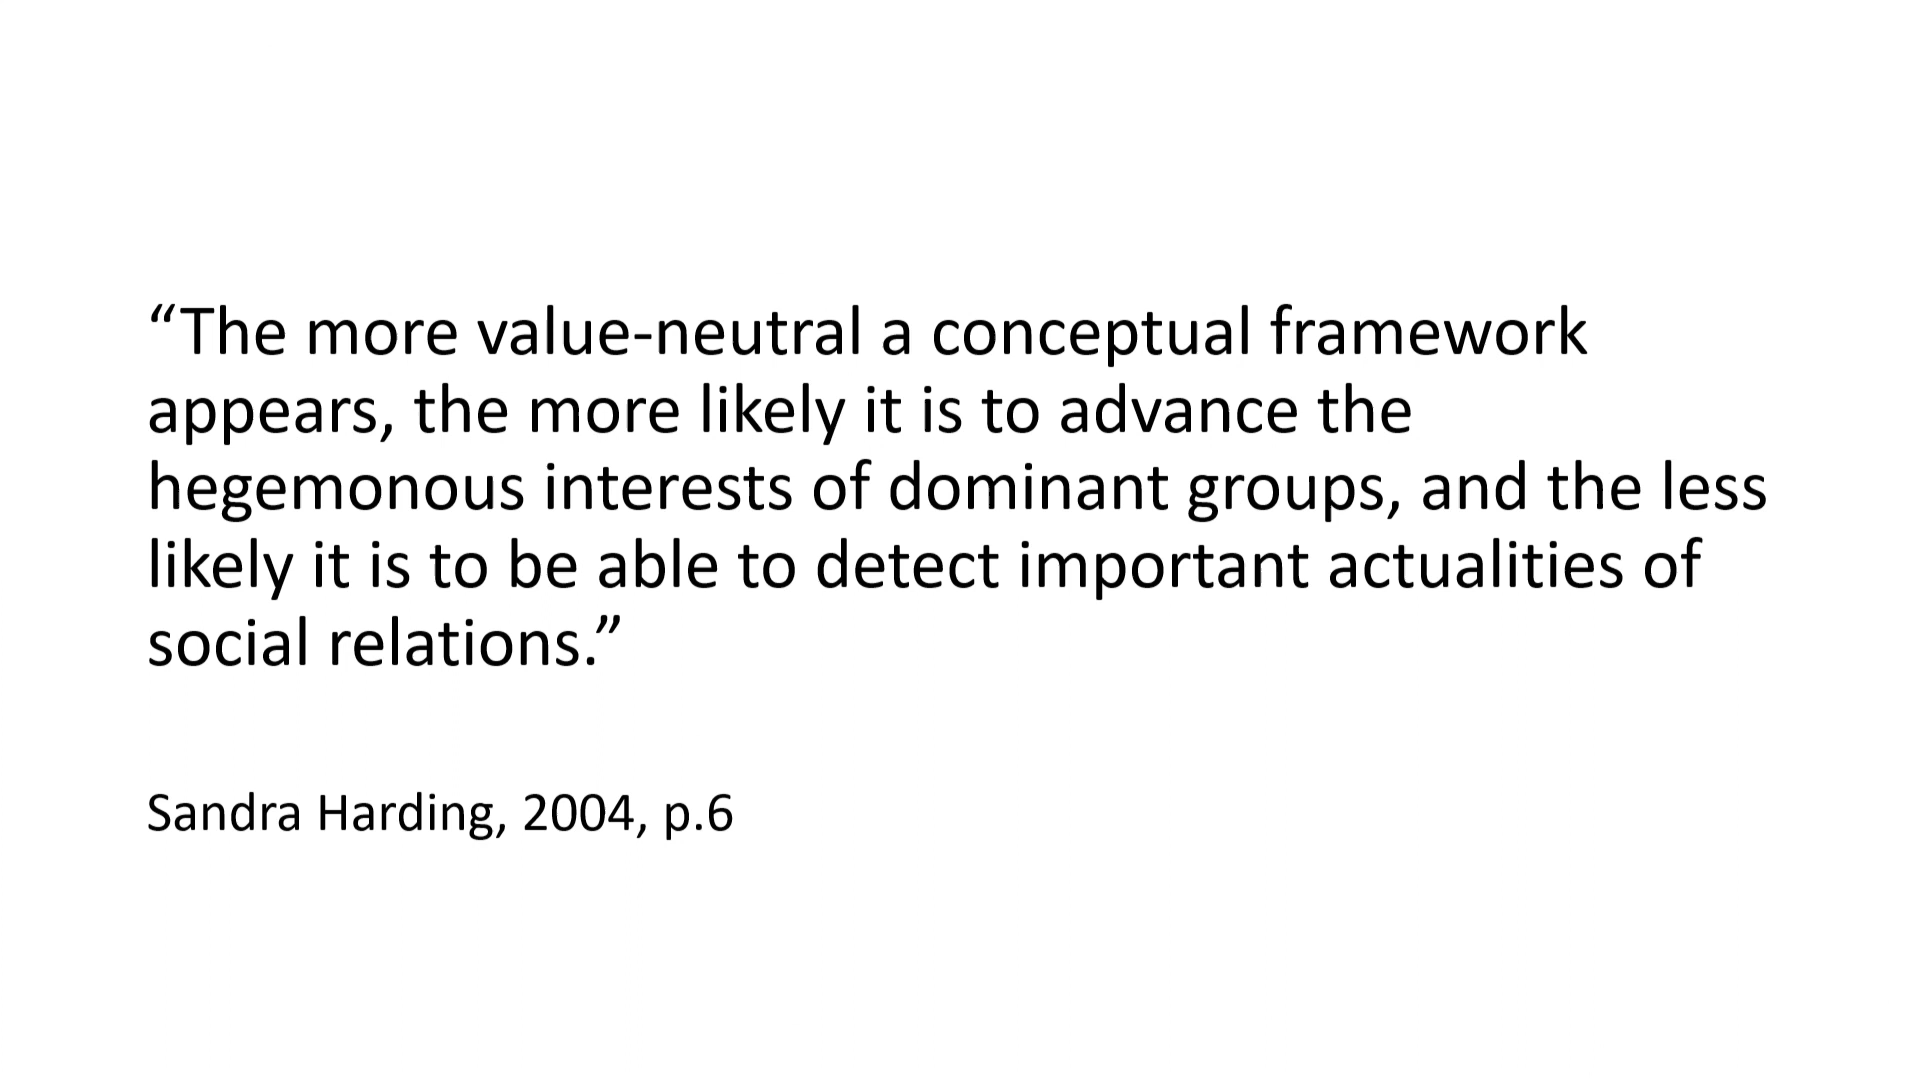 “The more value-neutral a conceptual framework
appears, the more likely it is to advance the
hegemonous interests of dominant groups, and the less
likely it is to be able to detect important actualities of
social relations.”
Sandra Harding, 2004, p.6